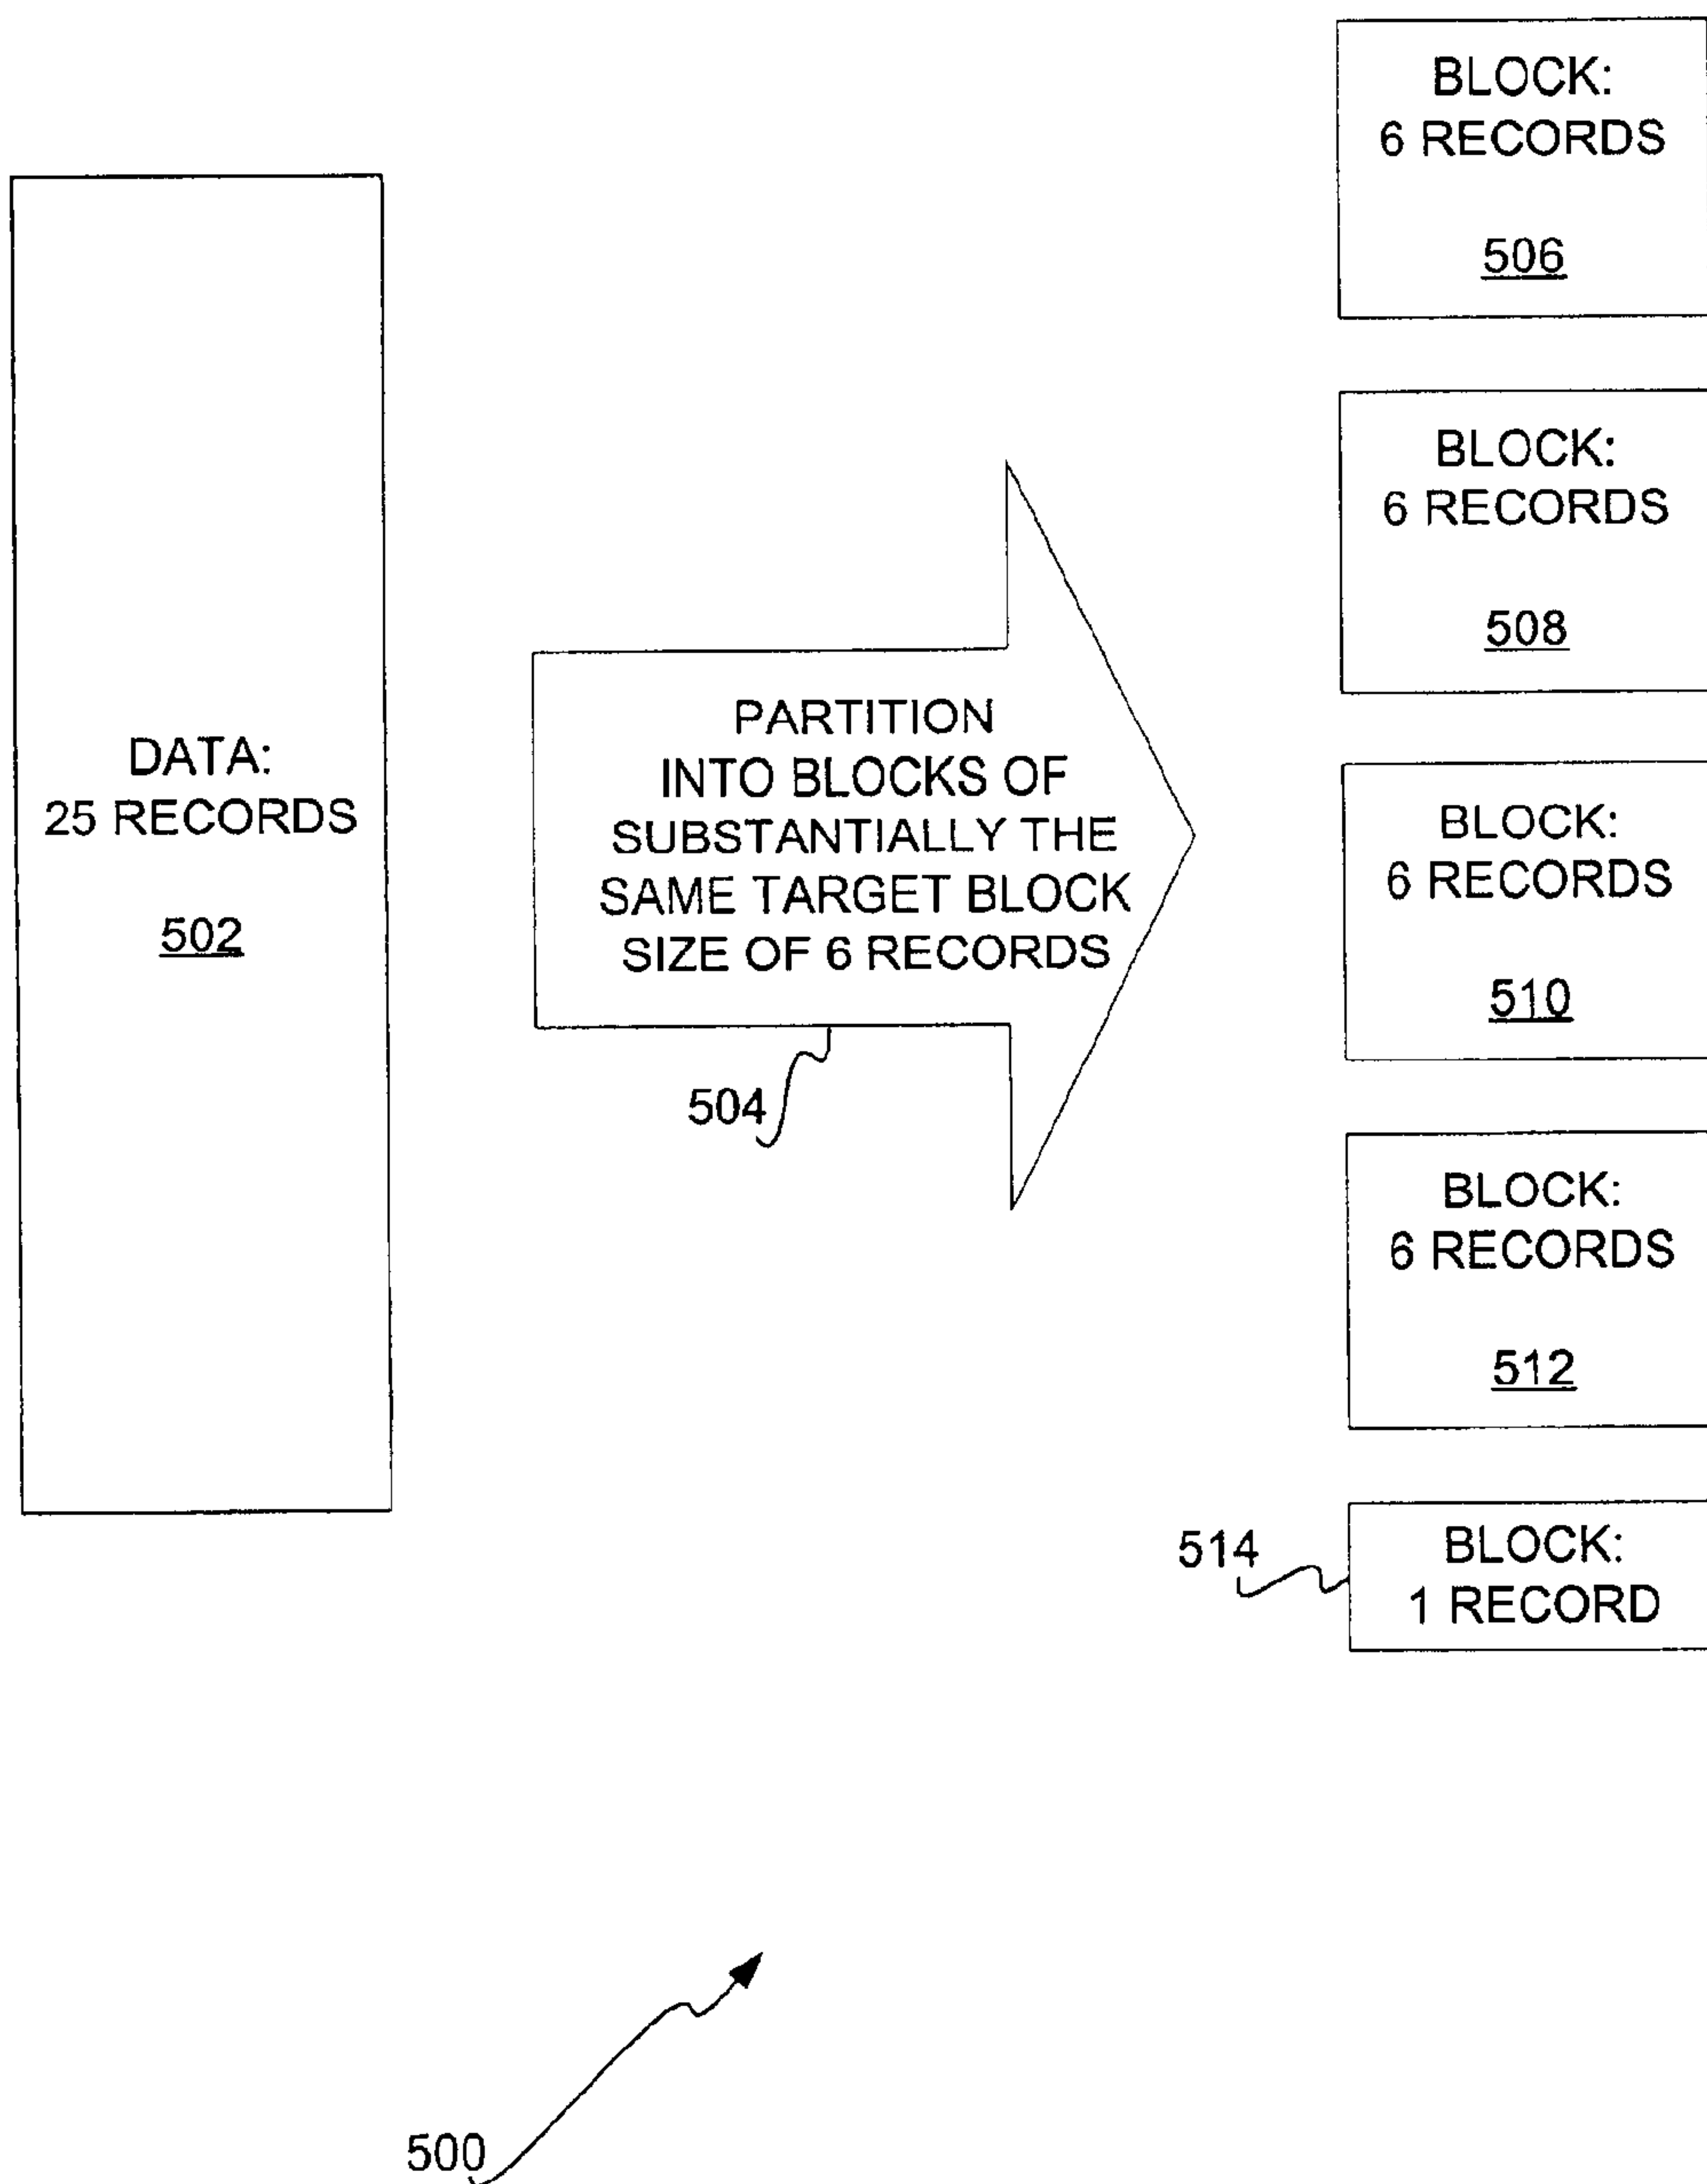 DATA:
25 RECORDS
502
PARTITION
INTO BLOCKS OF
SUBSTANTIALLY THE
SAME TARGET BLOCK
SIZE OF 6 RECORDS
504
BLOCK:
6 RECORDS
506
BLOCK:
6 RECORDS
508
BLOCK:
6 RECORDS
510
BLOCK:
6 RECORDS
512
514
BLOCK:
1 RECORD
500